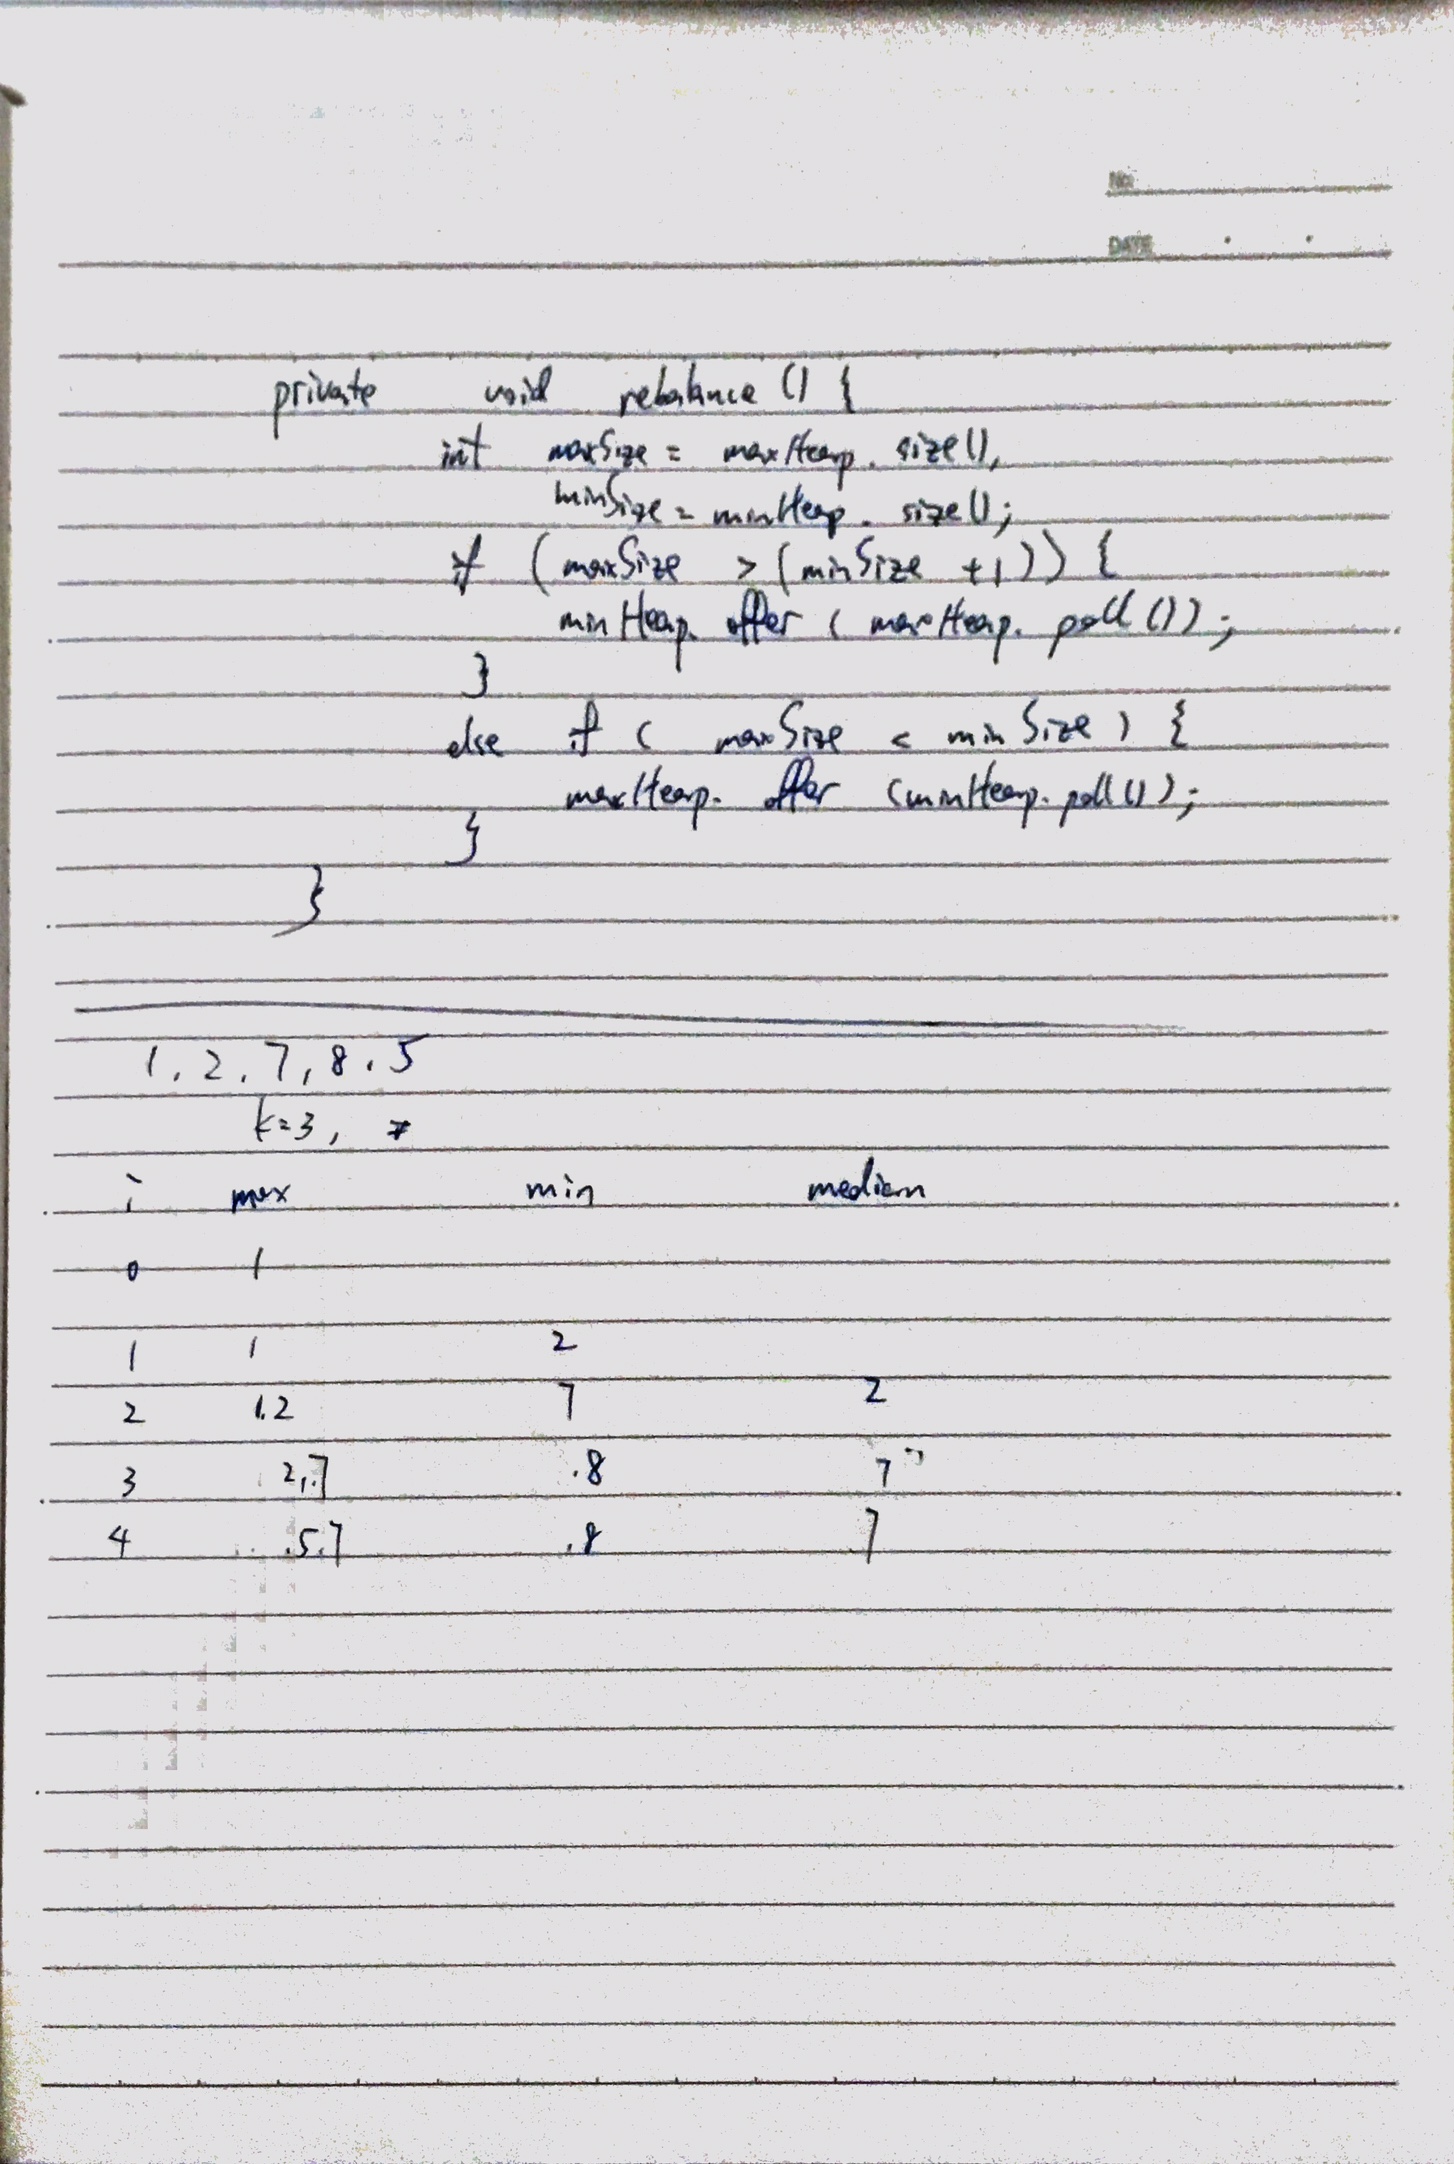 No.
DATE . .
private void rebalance () {
int maxSize = maxHeap. size(),
minSize = minHeap. size();
if (maxSize > (minSize +1)) {
minHeap. offer ( maxHeap. poll ());
}
else if ( maxSize < minSize ) {
maxHeap. offer (minHeap. poll ());
}
}
1, 2, 7, 8, 5
k=3,
i max min median
0 1
1 1 2
2 1,2 7 2
3 2,7 8 7
4 5,7 8 7